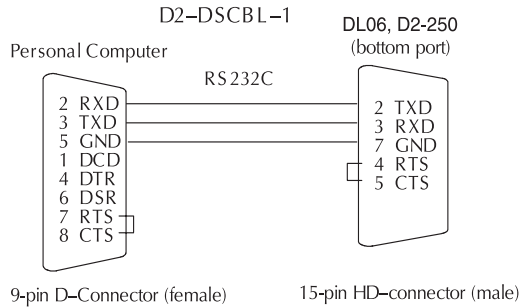 D2–DSCBL–1
DL06, D2-250
(bottom port)
Personal Computer
RS232C
2 RXD
3 TXD
5 GND
1 DCD
4 DTR
6 DSR
7 RTS
8 CTS
2 TXD
3 RXD
7 GND
4 RTS
5 CTS
9-pin D–Connector (female)
15-pin HD–connector (male)